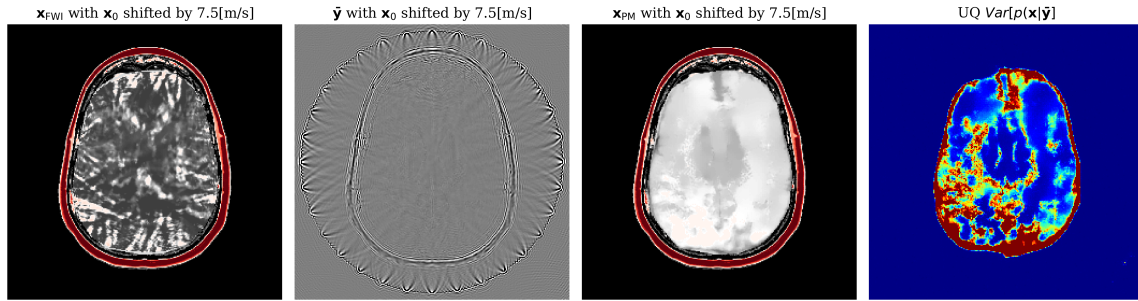 x_FWI with x_0 shifted by 7.5[m/s]
ȳ with x_0 shifted by 7.5[m/s]
x_PM with x_0 shifted by 7.5[m/s]
UQ Var[p(x|ȳ]